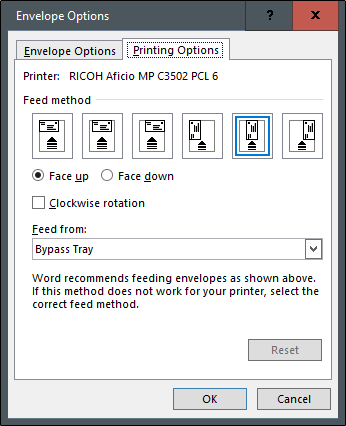 Envelope Options
?
Envelope Options
Printing Options
Printer: RICOH Aficio MP C3502 PCL 6
Feed method
Face up
Face down
Clockwise rotation
Feed from:
Bypass Tray
Word recommends feeding envelopes as shown above.
If this method does not work for your printer, select the
correct feed method.
Reset
OK
Cancel